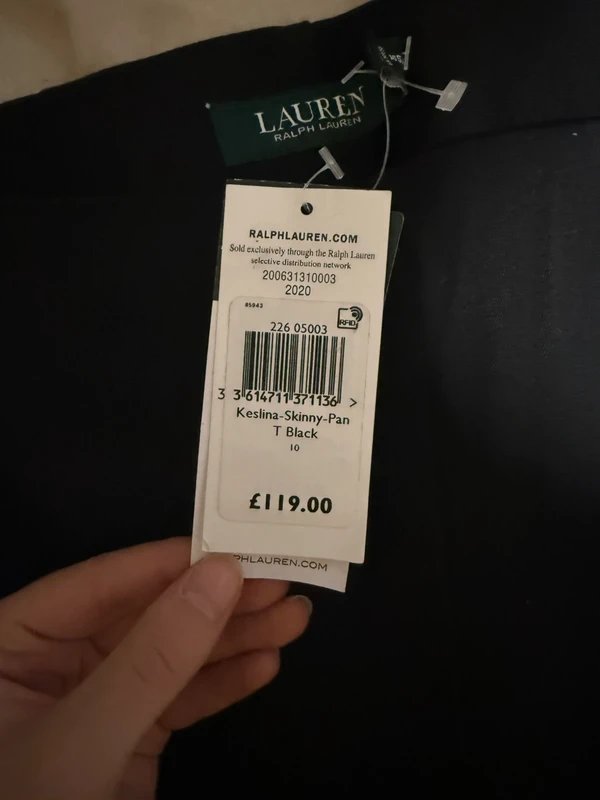 LAUREN
RALPH LAUREN
RALPHLAUREN.COM
Sold exclusively through the Ralph Lauren
selective distribution network
200631310003
2020
85943
RFID
226 05003
3 3 614711 371136 >
Keslina-Skinny-Pan
T Black
10
£119.00
PHLAUREN.COM